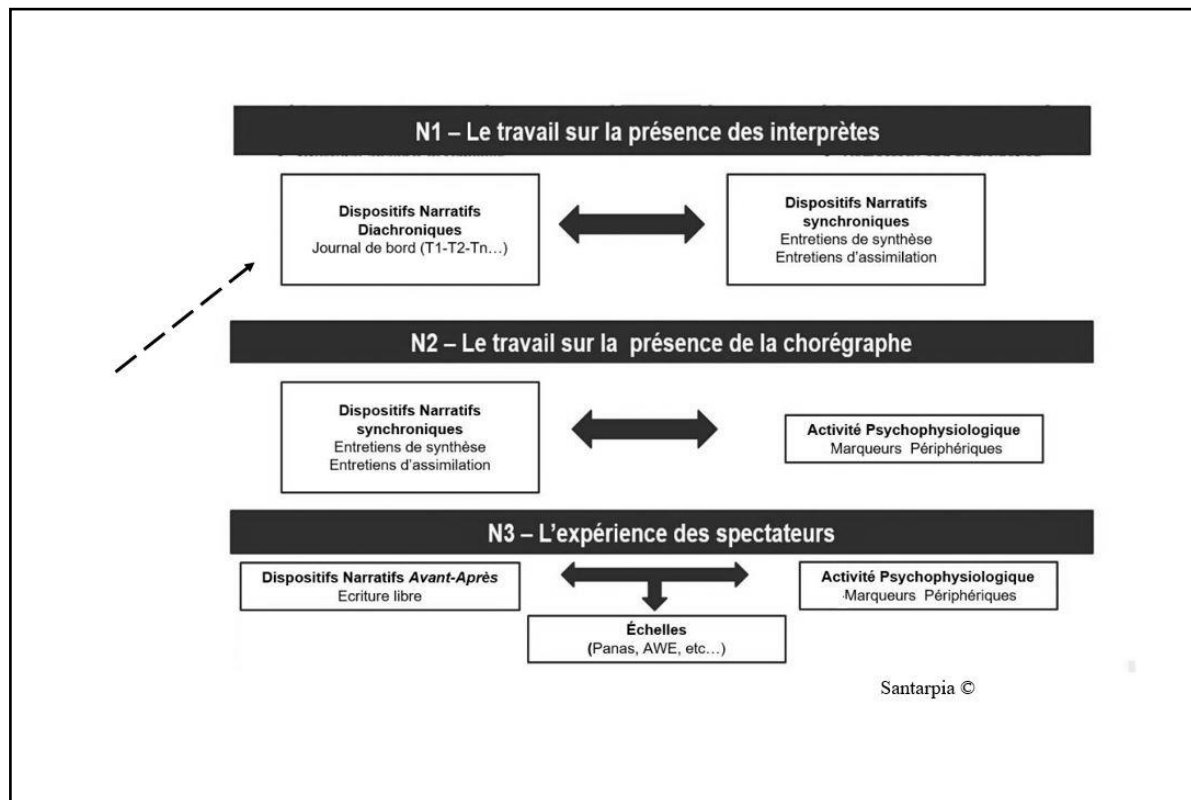 N1 – Le travail sur la présence des interprètes
Dispositifs Narratifs
Diachroniques
Journal de bord (T1-T2-Tn…)
Dispositifs Narratifs
synchroniques
Entretiens de synthèse
Entretiens d’assimilation
N2 – Le travail sur la présence de la chorégraphe
Dispositifs Narratifs
synchroniques
Entretiens de synthèse
Entretiens d’assimilation
Activité Psychophysiologique
Marqueurs Périphériques
N3 – L’expérience des spectateurs
Dispositifs Narratifs Avant-Après
Ecriture libre
Activité Psychophysiologique
Marqueurs Périphériques
Échelles
(Panas, AWE, etc…)
Santarpia ©